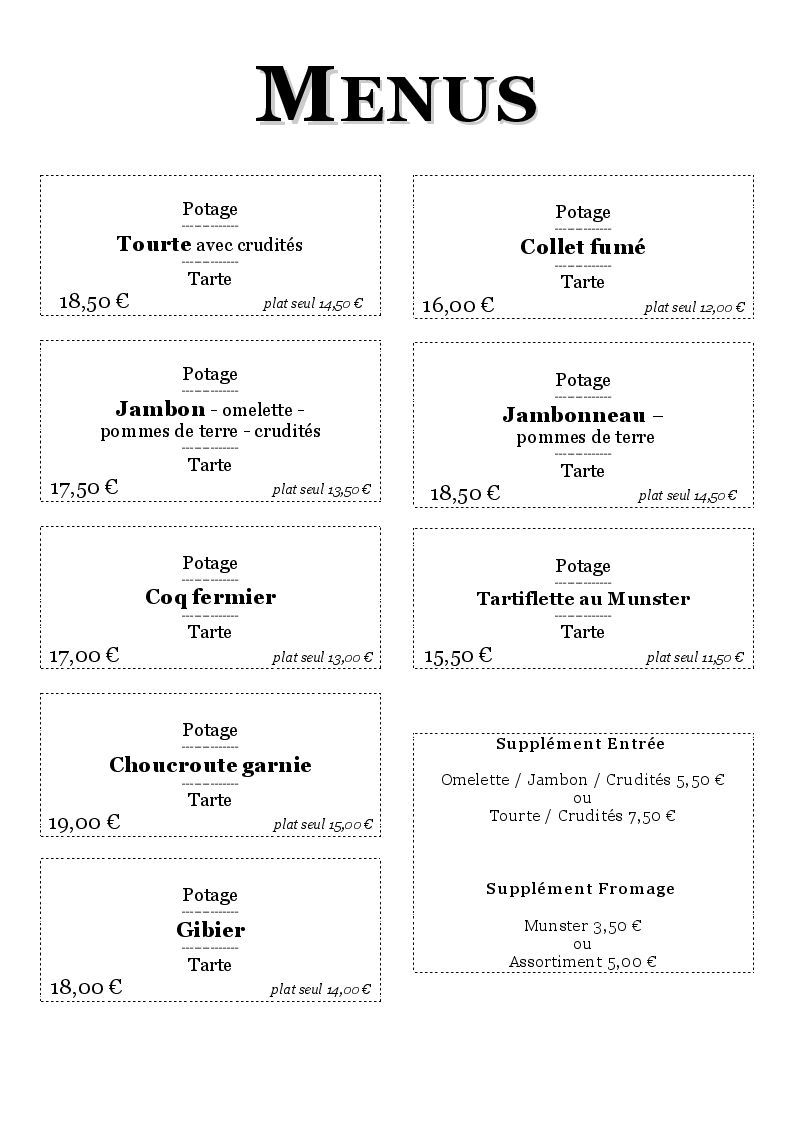 MENUS
Potage
---------------
Tourte avec crudités
---------------
Tarte
18,50 € plat seul 14,50 €
Potage
---------------
Jambon - omelette -
pommes de terre - crudités
---------------
Tarte
17,50 € plat seul 13,50 €
Potage
---------------
Coq fermier
---------------
Tarte
17,00 € plat seul 13,00 €
Potage
---------------
Choucroute garnie
---------------
Tarte
19,00 € plat seul 15,00 €
Potage
---------------
Gibier
---------------
Tarte
18,00 € plat seul 14,00 €
Potage
---------------
Collet fumé
---------------
Tarte
16,00 € plat seul 12,00 €
Potage
---------------
Jambonneau –
pommes de terre
---------------
Tarte
18,50 € plat seul 14,50 €
Potage
---------------
Tartiflette au Munster
---------------
Tarte
15,50 € plat seul 11,50 €
Supplément Entrée
Omelette / Jambon / Crudités 5,50 €
ou
Tourte / Crudités 7,50 €
Supplément Fromage
Munster 3,50 €
ou
Assortiment 5,00 €